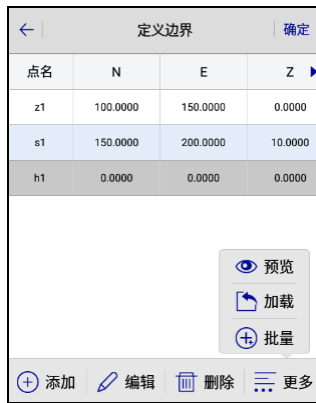 定义边界 确定
点名 N E Z
z1 100.0000 150.0000 0.0000
s1 150.0000 200.0000 10.0000
h1 0.0000 0.0000 0.0000
预览
加载
批量
添加 编辑 删除 更多